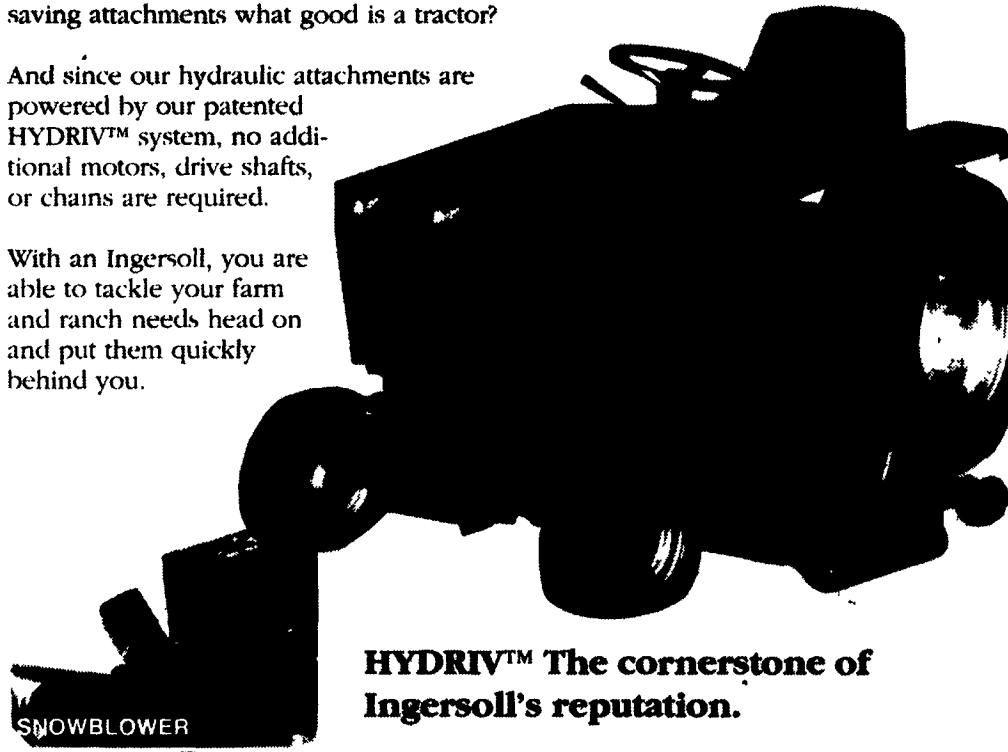 saving attachments what good is a tractor?
And since our hydraulic attachments are
powered by our patented
HYDRIV™ system, no addi-
tional motors, drive shafts,
or chains are required.
With an Ingersoll, you are
able to tackle your farm
and ranch needs head on
and put them quickly
behind you.
SNOWBLOWER
HYDRIV™ The cornerstone of
Ingersoll's reputation.